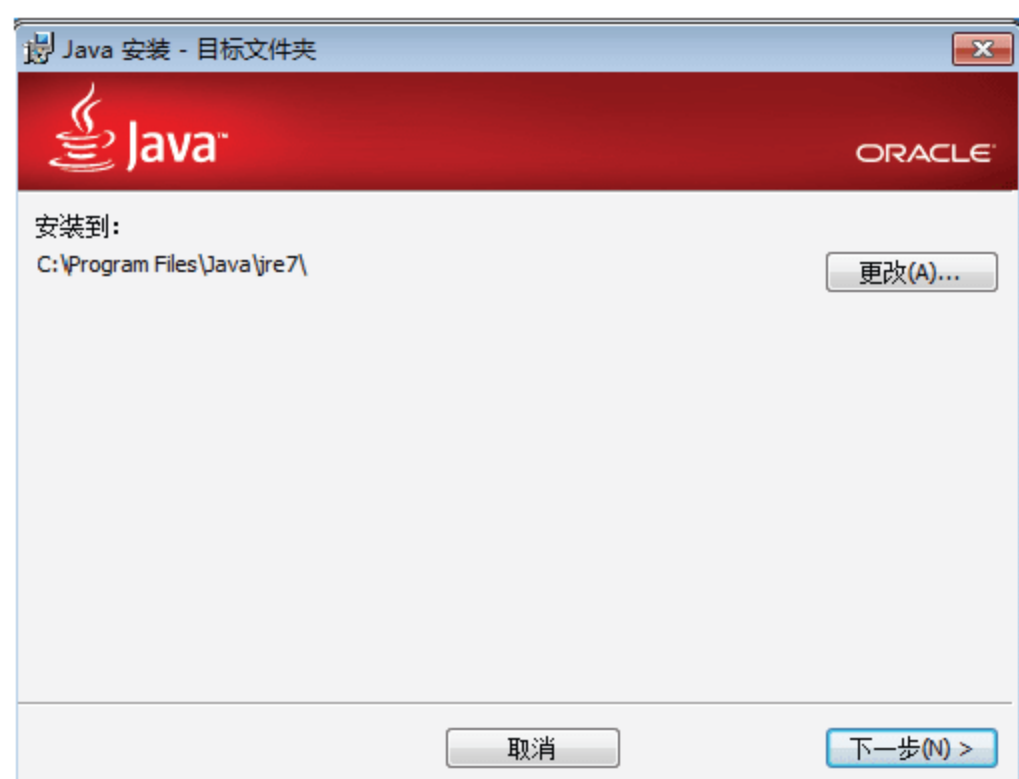 Java 安装 - 目标文件夹
Java™
ORACLE
安装到:
C:\Program Files\Java\jre7\
更改(A)...
取消
下一步(N) >